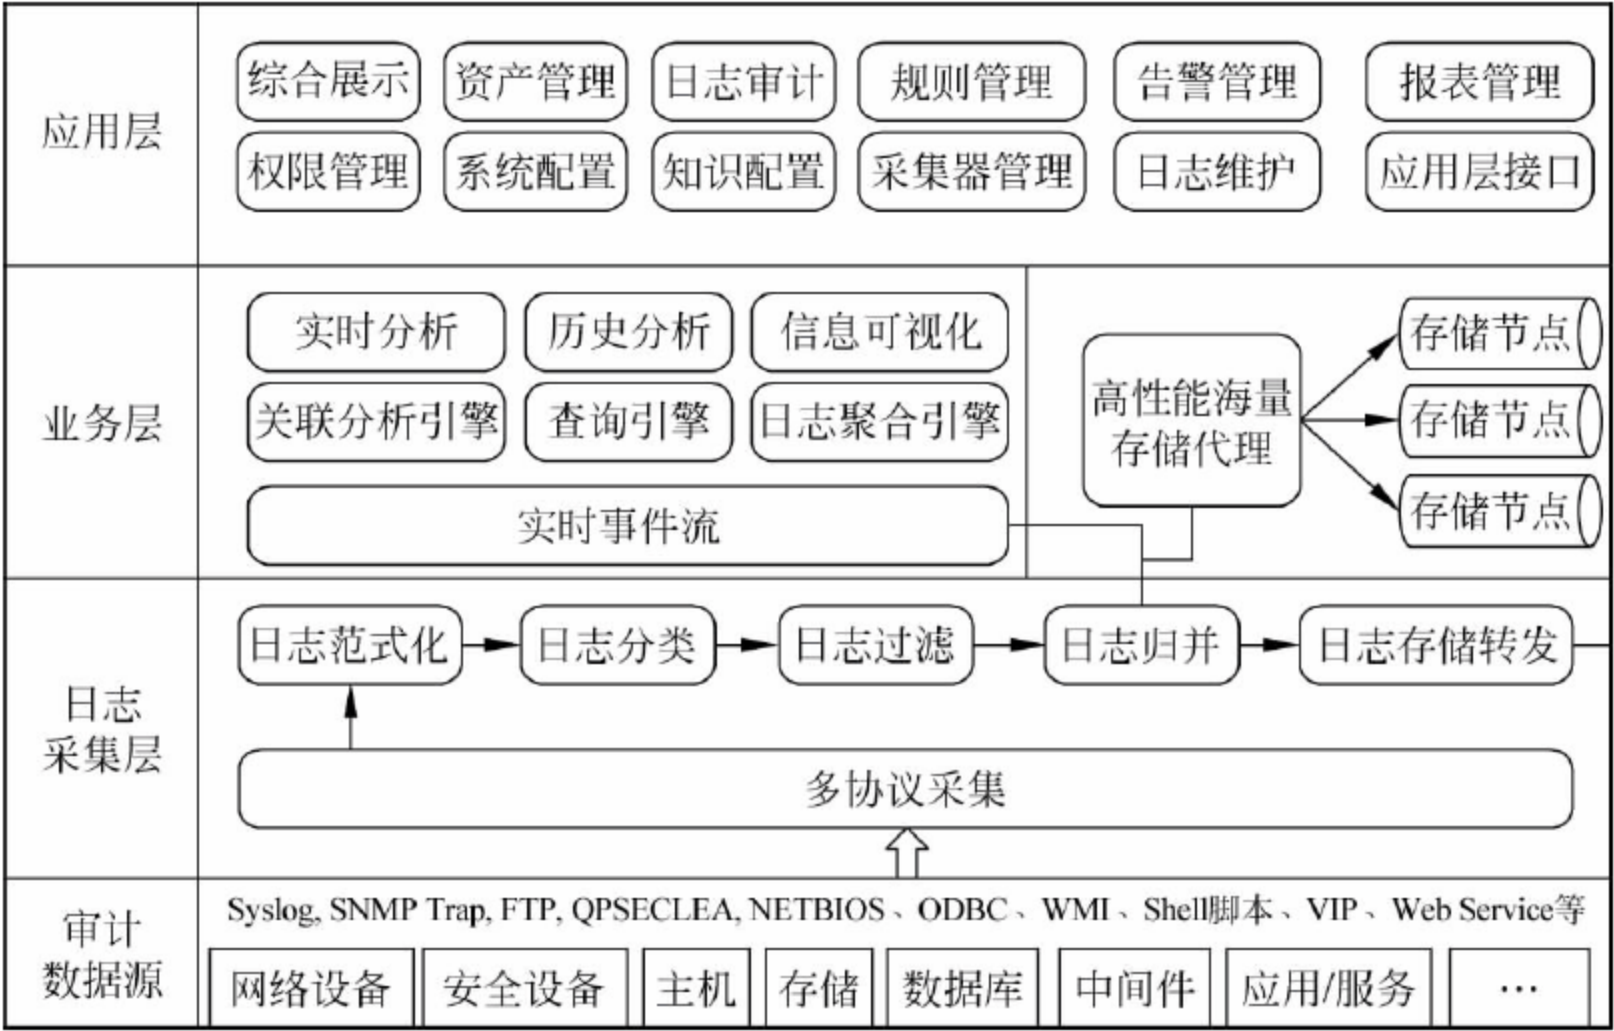 应用层
综合展示 资产管理 日志审计 规则管理 告警管理 报表管理
权限管理 系统配置 知识配置 采集器管理 日志维护 应用层接口
业务层
实时分析 历史分析 信息可视化
关联分析引擎 查询引擎 日志聚合引擎
实时事件流
高性能海量
存储代理
存储节点
存储节点
存储节点
日志
采集层
日志范式化 日志分类 日志过滤 日志归并 日志存储转发
多协议采集
审计
数据源
Syslog, SNMP Trap, FTP, QPSECLEA, NETBIOS、ODBC、WMI、Shell脚本、VIP、Web Service等
网络设备 安全设备 主机 存储 数据库 中间件 应用/服务 …